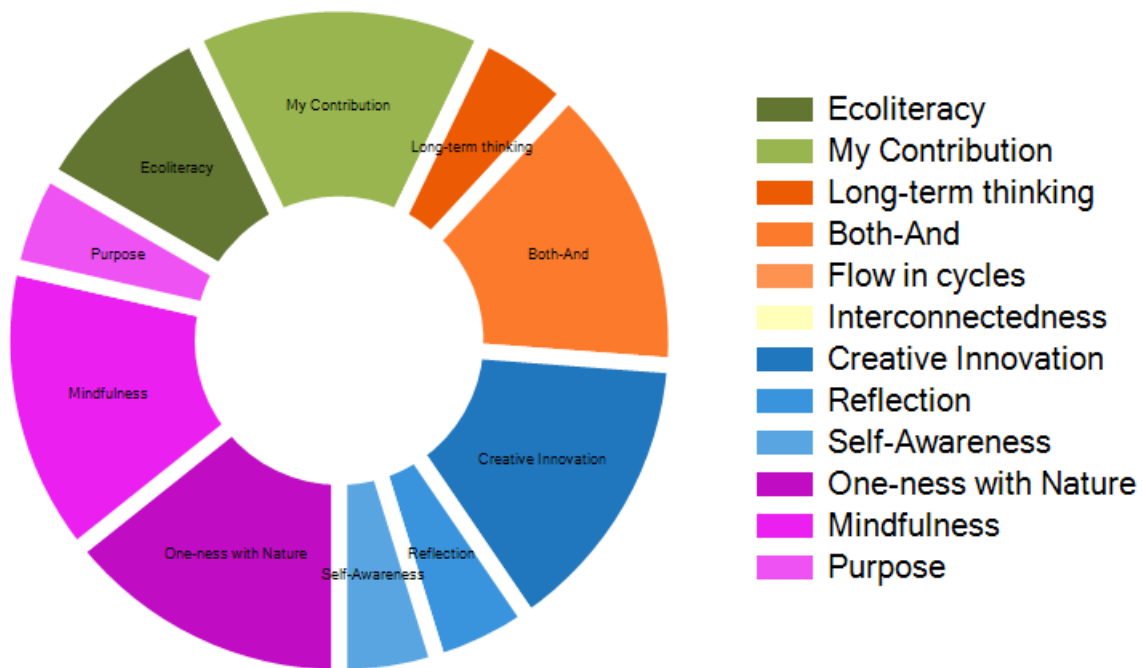 My Contribution
Long-term thinking
Ecoliteracy
Purpose
Both-And
Mindfulness
Creative Innovation
One-ness with Nature
Reflection
Self-Awareness
Ecoliteracy
My Contribution
Long-term thinking
Both-And
Flow in cycles
Interconnectedness
Creative Innovation
Reflection
Self-Awareness
One-ness with Nature
Mindfulness
Purpose